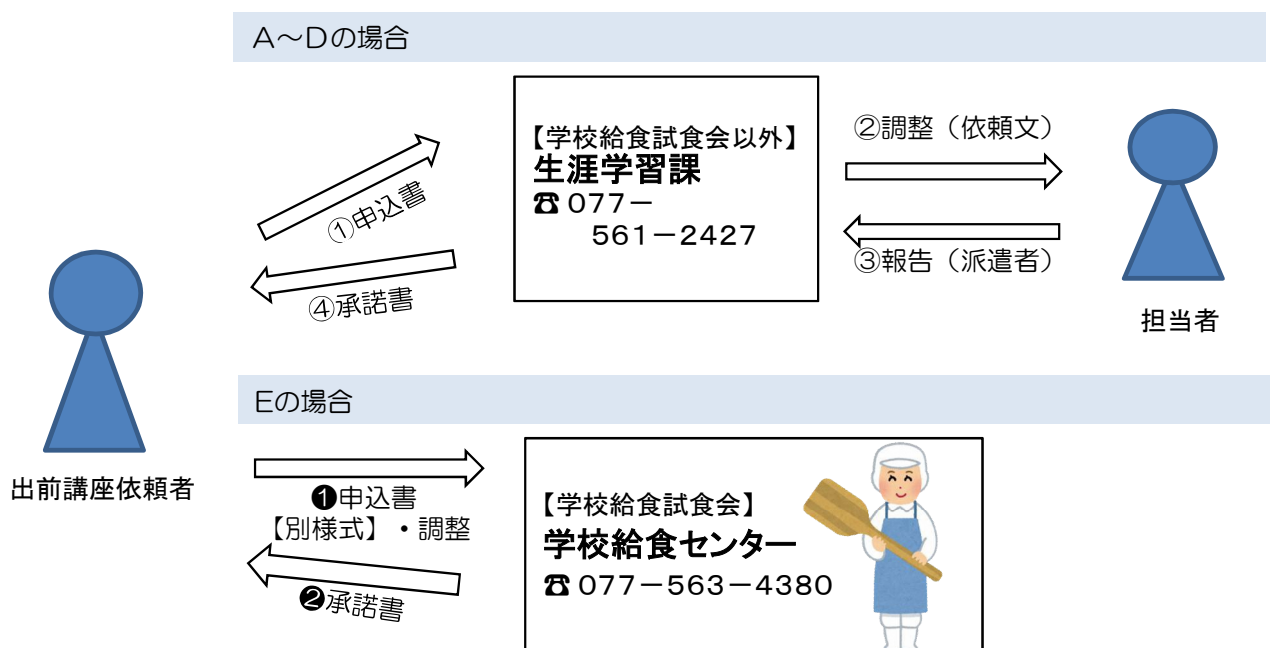 A~Dの場合
【学校給食試食会以外】
生涯学習課
☎077-
561-2427
①申込書
②調整（依頼文）
③報告（派遣者）
④承諾書
担当者
出前講座依頼者
Eの場合
❶申込書
【別様式】・調整
❷承諾書
【学校給食試食会】
学校給食センター
☎077-563-4380